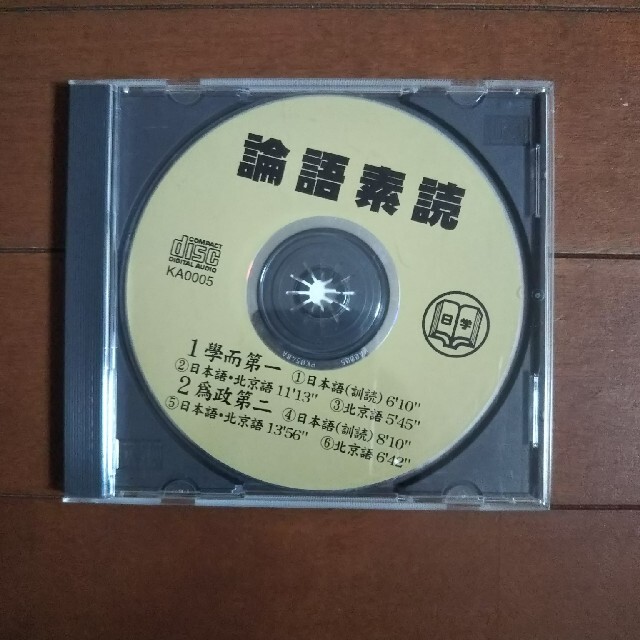 論語素読
COMPACT
disc
DIGITAL AUDIO
KA0005
日学
1 學而第一 ①日本語(訓読) 6'10"
②日本語・北京語 11'13" ③北京語 5'45"
2 為政第二 ④日本語(訓読) 8'10"
⑤日本語・北京語 13'56" ⑥北京語 6'42"